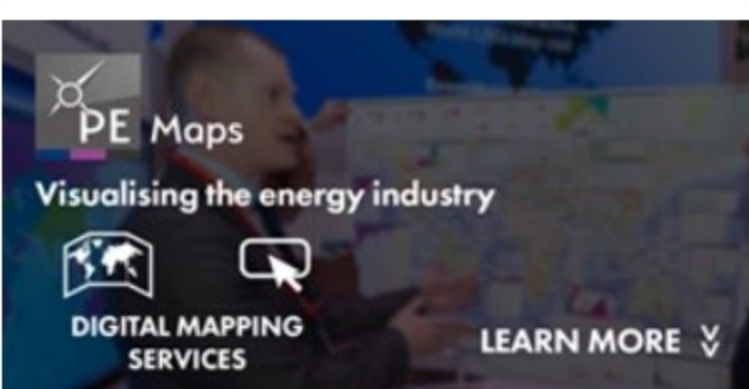 PE Maps
Visualising the energy industry
DIGITAL MAPPING
SERVICES
LEARN MORE